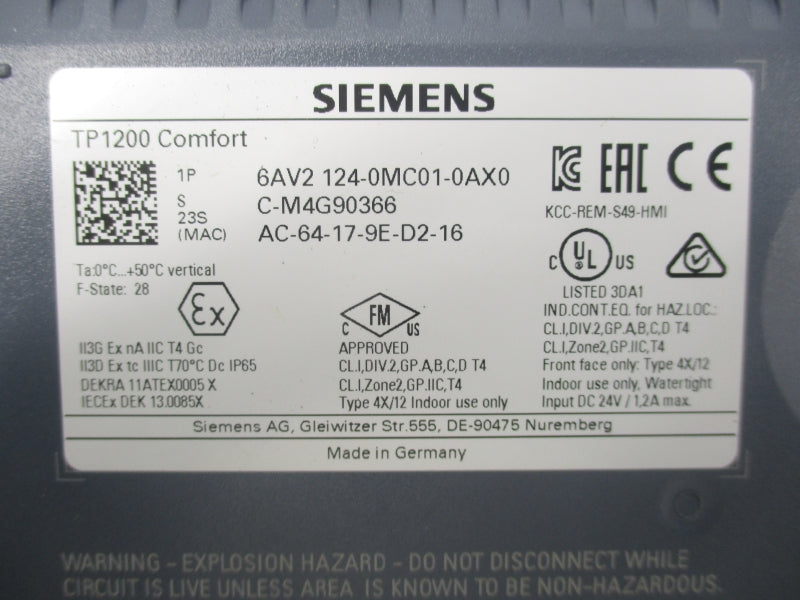 SIEMENS
TP1200 Comfort
1P 6AV2 124-0MC01-0AX0
S C-M4G90366
23S
(MAC) AC-64-17-9E-D2-16
KC EAC CE
KCC-REM-S49-HMI
Ta:0°C...+50°C vertical
F-State: 28
Ex
C FM US
APPROVED
C UL US
LISTED 3DA1
II3G Ex nA IIC T4 Gc
II3D Ex tc IIIC T70°C Dc IP65
DEKRA 11ATEX0005 X
IECEx DEK 13.0085X
CL.I,DIV.2,GP.A,B,C,D T4
CL.I,Zone2,GP.IIC,T4
Type 4X/12 Indoor use only
IND.CONT.EQ. for HAZ.LOC.:
CL.I,DIV.2,GP.A,B,C,D T4
CL.I,Zone2,GP.IIC,T4
Front face only: Type 4X/12
Indoor use only, Watertight
Input DC 24V / 1,2A max.
Siemens AG, Gleiwitzer Str.555, DE-90475 Nuremberg
Made in Germany
WARNING - EXPLOSION HAZARD - DO NOT DISCONNECT WHILE
CIRCUIT IS LIVE UNLESS AREA IS KNOWN TO BE NON-HAZARDOUS.